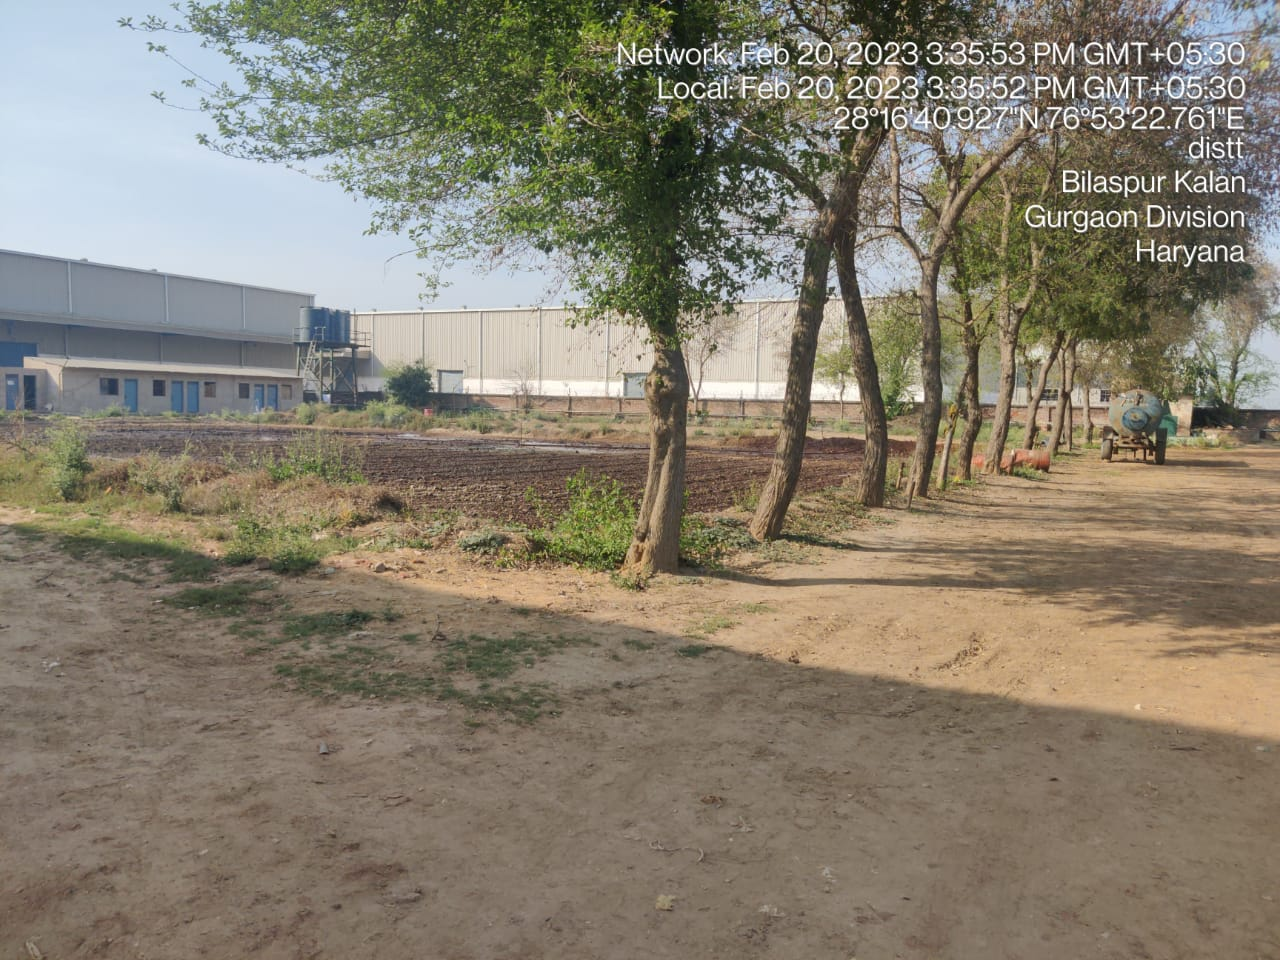 Network: Feb 20, 2023 3:35:53 PM GMT+05:30
Local: Feb 20, 2023 3:35:52 PM GMT+05:30
28°16'40.927"N 76°53'22.761"E
distt
Bilaspur Kalan
Gurgaon Division
Haryana